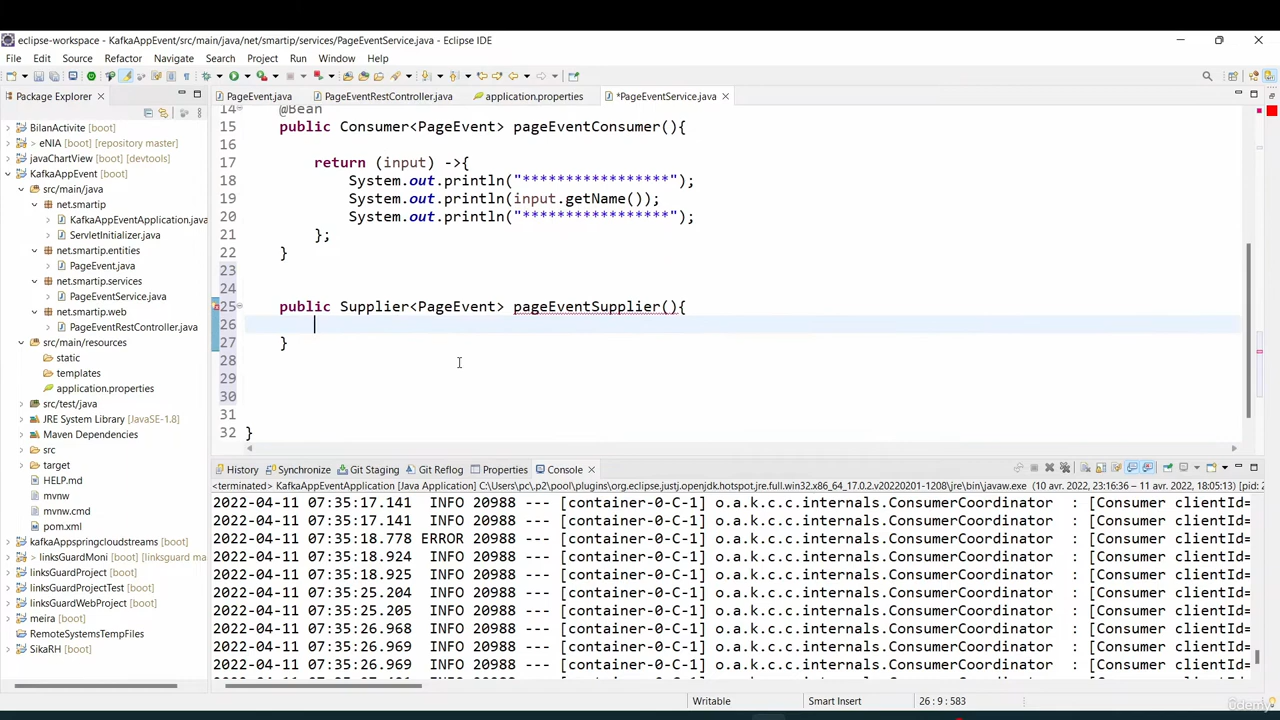 eclipse-workspace - KafkaAppEvent/src/main/java/net/smartip/services/PageEventService.java - Eclipse IDE
File Edit Source Refactor Navigate Search Project Run Window Help
Package Explorer
PageEvent.java PageEventRestController.java application.properties *PageEventService.java
BilanActivite [boot]
eNIA [boot] [repository master]
javaChartView [boot] [devtools]
KafkaAppEvent [boot]
src/main/java
net.smartip
KafkaAppEventApplication.java
ServletInitializer.java
net.smartip.entities
PageEvent.java
net.smartip.services
PageEventService.java
net.smartip.web
PageEventRestController.java
src/main/resources
static
templates
application.properties
src/test/java
JRE System Library [JavaSE-1.8]
Maven Dependencies
src
target
HELP.md
mvnw
mvnw.cmd
pom.xml
kafkaAppspringcloudstreams [boot]
linksGuardMoni [boot] [linksguard ma
linksGuardProject [boot]
linksGuardProjectTest [boot]
linksGuardWebProject [boot]
meira [boot]
RemoteSystemsTempFiles
SikaRH [boot]
14 @Bean
15 public Consumer<PageEvent> pageEventConsumer(){
16
17 return (input) ->{
18 System.out.println("*****************");
19 System.out.println(input.getName());
20 System.out.println("*****************");
21 };
22 }
23
24
25 public Supplier<PageEvent> pageEventSupplier(){
26
27 }
28
29
30
31
32 }
History Synchronize Git Staging Git Reflog Properties Console
<terminated> KafkaAppEventApplication [Java Application] C:\Users\pc\.p2\pool\plugins\org.eclipse.justj.openjdk.hotspot.jre.full.win32.x86_64_17.0.2.v20220201-1208\jre\bin\javaw.exe (10 avr. 2022, 23:16:36 – 11 avr. 2022, 18:05:13) [pid: 2
2022-04-11 07:35:17.141 INFO 20988 --- [container-0-C-1] o.a.k.c.c.internals.ConsumerCoordinator : [Consumer clientId=
2022-04-11 07:35:17.141 INFO 20988 --- [container-0-C-1] o.a.k.c.c.internals.ConsumerCoordinator : [Consumer clientId=
2022-04-11 07:35:18.778 ERROR 20988 --- [container-0-C-1] o.a.k.c.c.internals.ConsumerCoordinator : [Consumer clientId=
2022-04-11 07:35:18.924 INFO 20988 --- [container-0-C-1] o.a.k.c.c.internals.ConsumerCoordinator : [Consumer clientId=
2022-04-11 07:35:18.925 INFO 20988 --- [container-0-C-1] o.a.k.c.c.internals.ConsumerCoordinator : [Consumer clientId=
2022-04-11 07:35:25.204 INFO 20988 --- [container-0-C-1] o.a.k.c.c.internals.ConsumerCoordinator : [Consumer clientId=
2022-04-11 07:35:25.205 INFO 20988 --- [container-0-C-1] o.a.k.c.c.internals.ConsumerCoordinator : [Consumer clientId=
2022-04-11 07:35:26.968 INFO 20988 --- [container-0-C-1] o.a.k.c.c.internals.ConsumerCoordinator : [Consumer clientId=
2022-04-11 07:35:26.969 INFO 20988 --- [container-0-C-1] o.a.k.c.c.internals.ConsumerCoordinator : [Consumer clientId=
2022-04-11 07:35:26.969 INFO 20988 --- [container-0-C-1] o.a.k.c.c.internals.ConsumerCoordinator : [Consumer clientId=
Writable Smart Insert 26 : 9 : 583
ûdemy